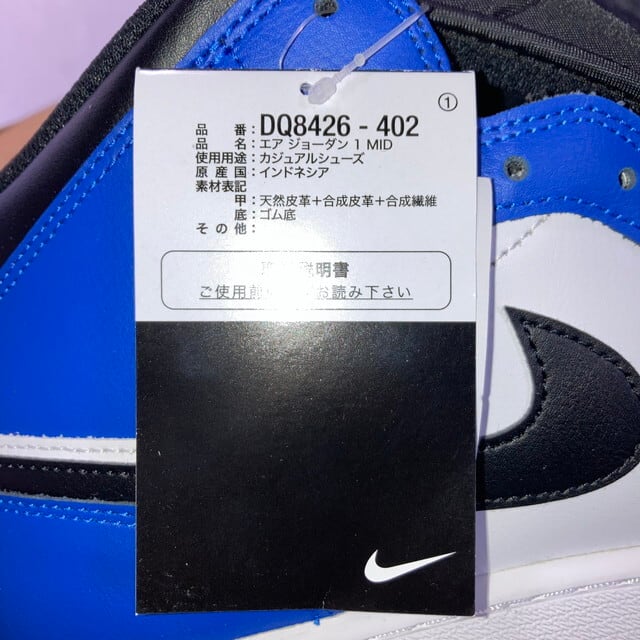 ①
品番：DQ8426 - 402
品名：エア ジョーダン 1 MID
使用用途：カジュアルシューズ
原産国：インドネシア
素材表記
甲：天然皮革＋合成皮革＋合成繊維
底：ゴム底
その他：
説明書
ご使用前 お読み下さい